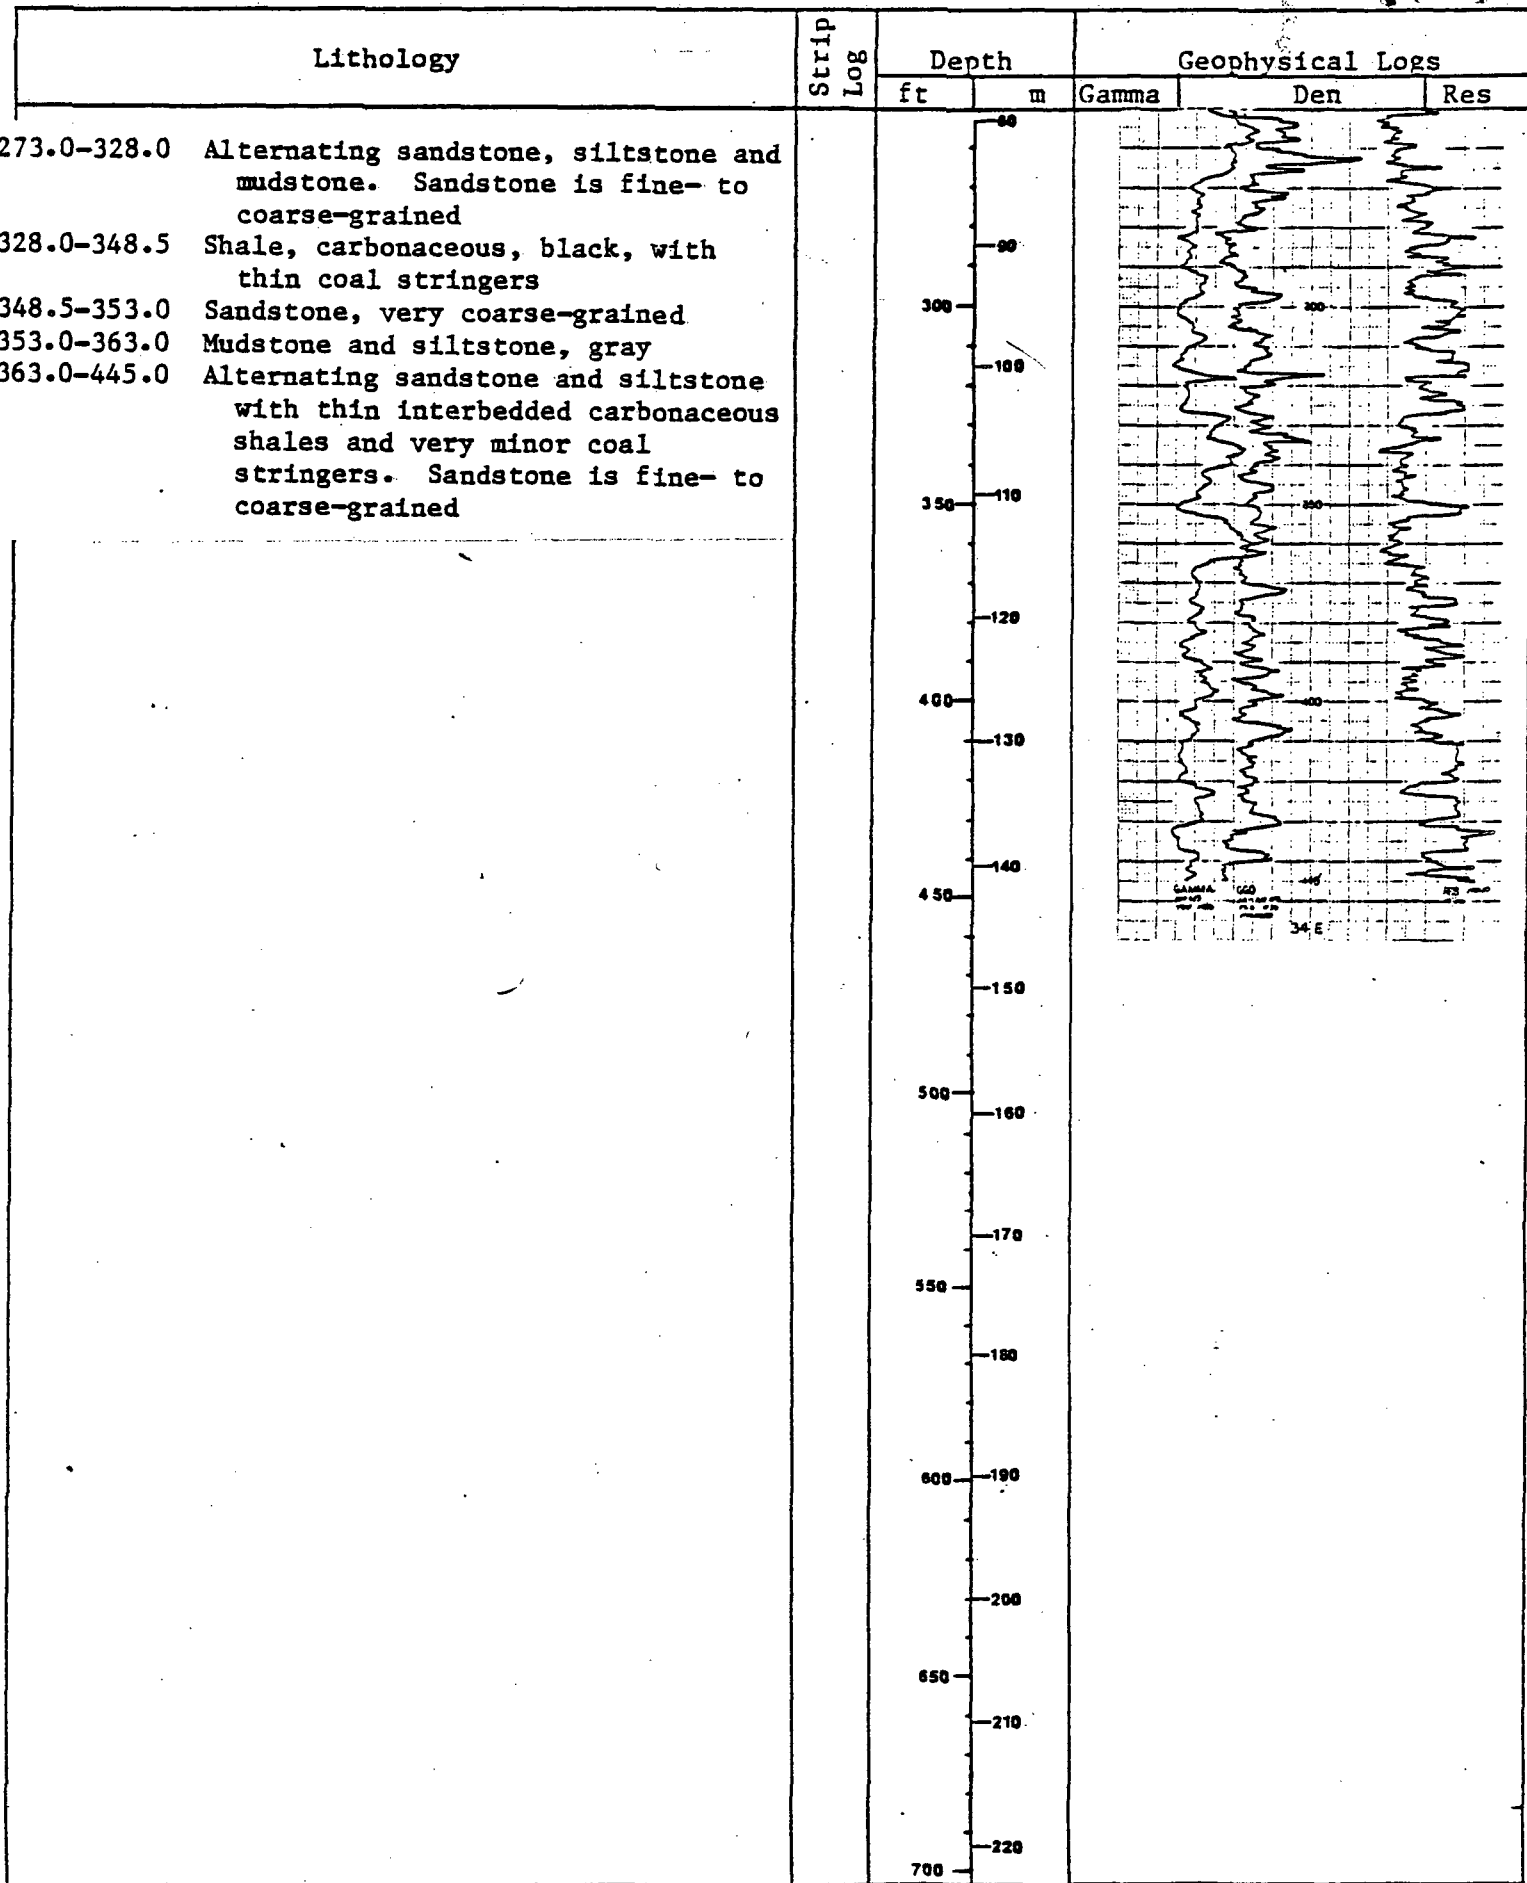 Lithology
Strip Log
Depth
Geophysical Logs
ft m Gamma Den Res
273.0-328.0 Alternating sandstone, siltstone and
mudstone. Sandstone is fine- to
coarse-grained
328.0-348.5 Shale, carbonaceous, black, with
thin coal stringers
348.5-353.0 Sandstone, very coarse-grained
353.0-363.0 Mudstone and siltstone, gray
363.0-445.0 Alternating sandstone and siltstone
with thin interbedded carbonaceous
shales and very minor coal
stringers. Sandstone is fine- to
coarse-grained
90
300
300
100
110
350
350
120
400
400
130
140
450
GAMMA
34 E
150
500
160
170
550
180
600
190
200
650
210
220
700